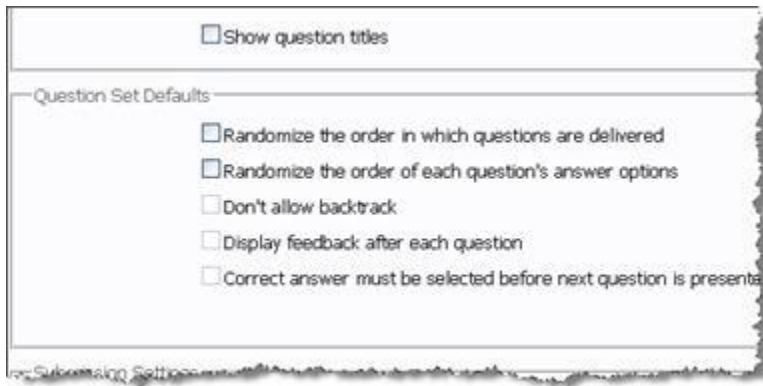 Show question titles
Question Set Defaults
Randomize the order in which questions are delivered
Randomize the order of each question's answer options
Don't allow backtrack
Display feedback after each question
Correct answer must be selected before next question is presente
Submission Settings